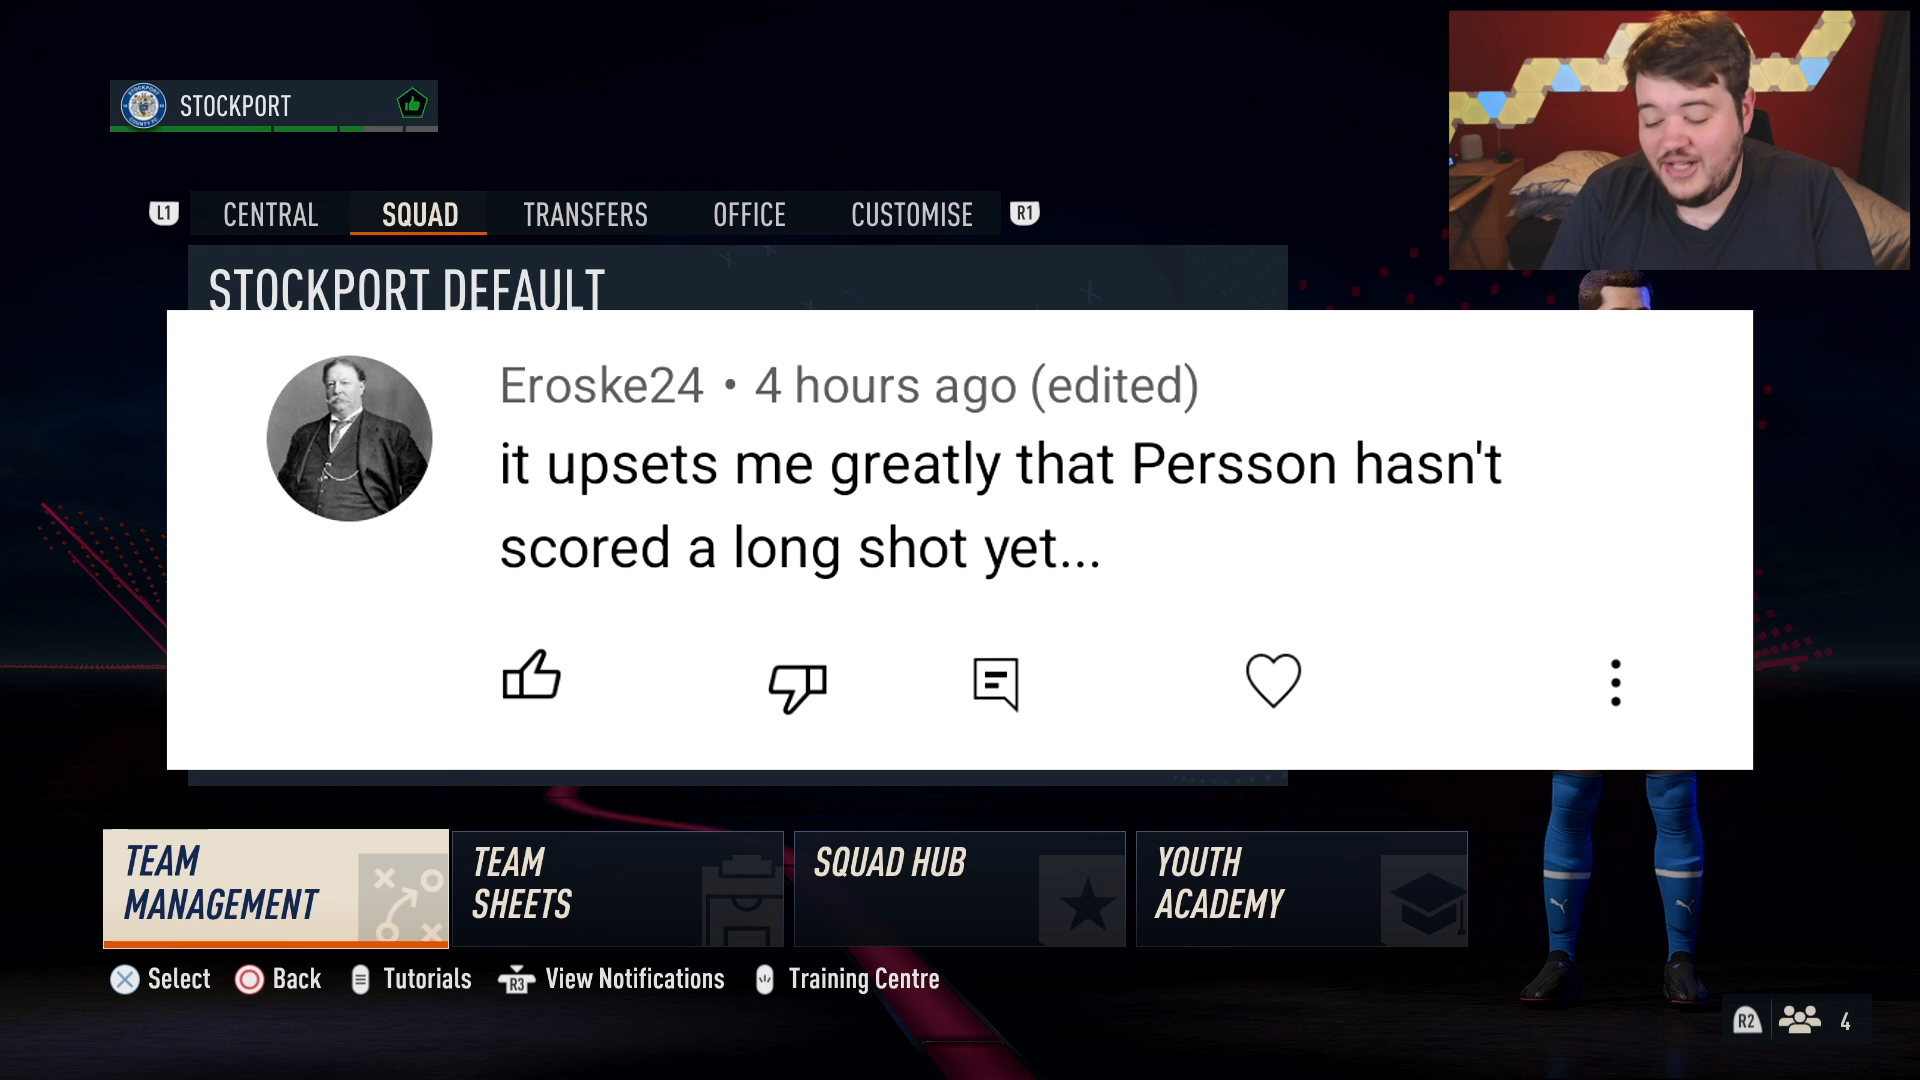 STOCKPORT
L1 CENTRAL SQUAD TRANSFERS OFFICE CUSTOMISE R1
STOCKPORT DEFAULT
Eroske24 • 4 hours ago (edited)
it upsets me greatly that Persson hasn't
scored a long shot yet...
TEAM
MANAGEMENT
TEAM
SHEETS
SQUAD HUB
YOUTH
ACADEMY
Select Back Tutorials R3 View Notifications Training Centre
R2 4